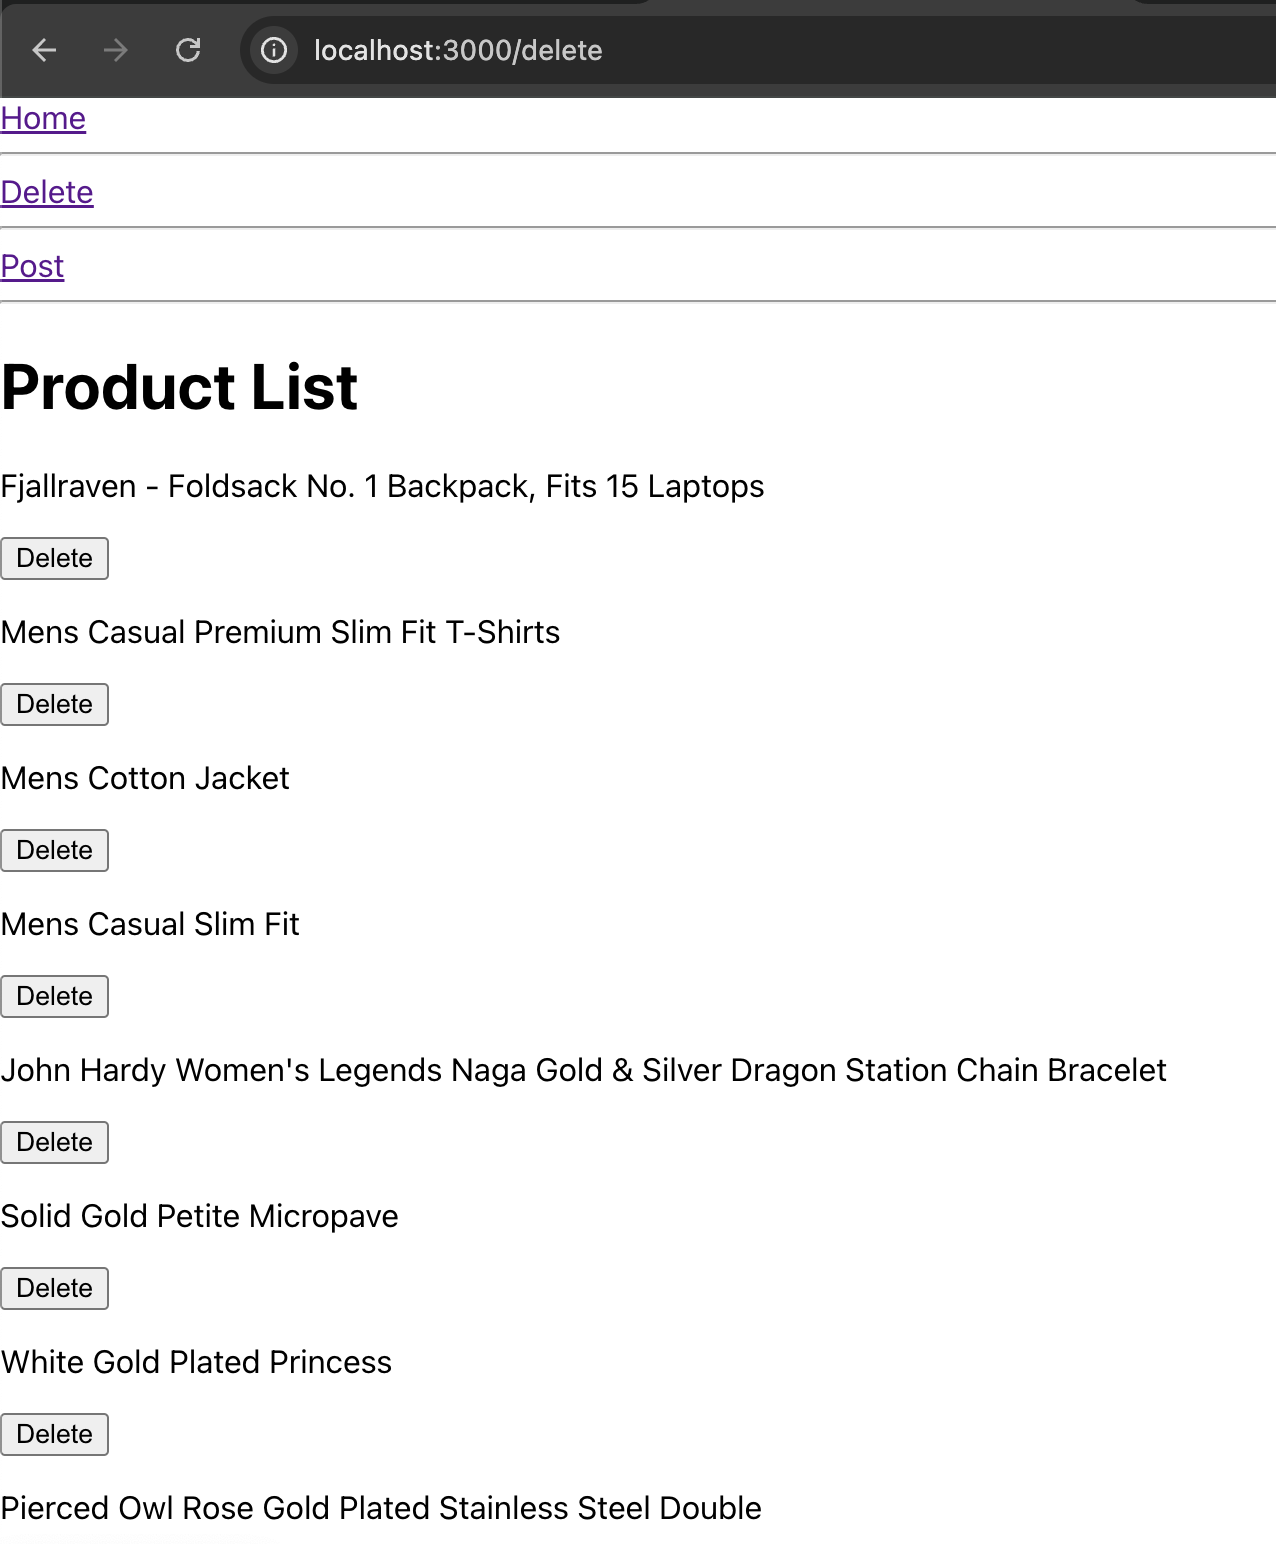 localhost:3000/delete
Home
Delete
Post
Product List
Fjallraven - Foldsack No. 1 Backpack, Fits 15 Laptops
Delete
Mens Casual Premium Slim Fit T-Shirts
Delete
Mens Cotton Jacket
Delete
Mens Casual Slim Fit
Delete
John Hardy Women's Legends Naga Gold & Silver Dragon Station Chain Bracelet
Delete
Solid Gold Petite Micropave
Delete
White Gold Plated Princess
Delete
Pierced Owl Rose Gold Plated Stainless Steel Double